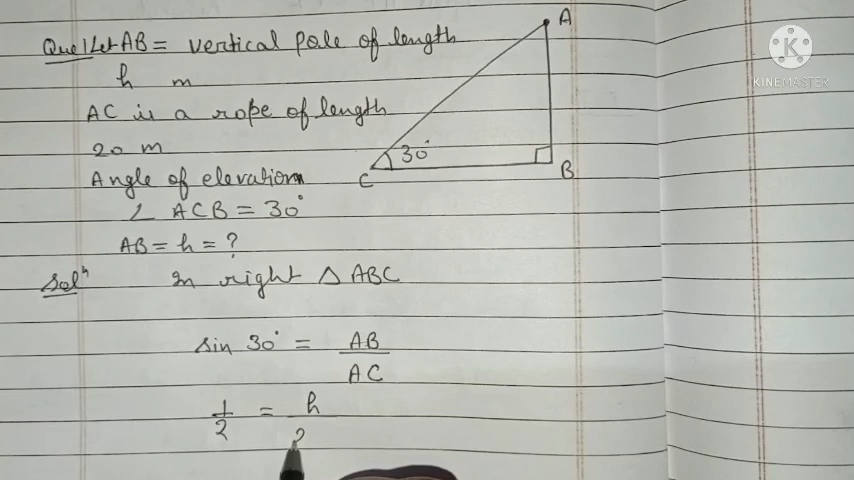 Que 1 Let AB = vertical pole of length
h m
AC is a rope of length
20 m
Angle of elevation
∠ ACB = 30°
AB = h = ?
Solⁿ In right △ ABC
sin 30° = AB
AC
1/2 = h
2
A
30°
C
B
K
KINEMASTER